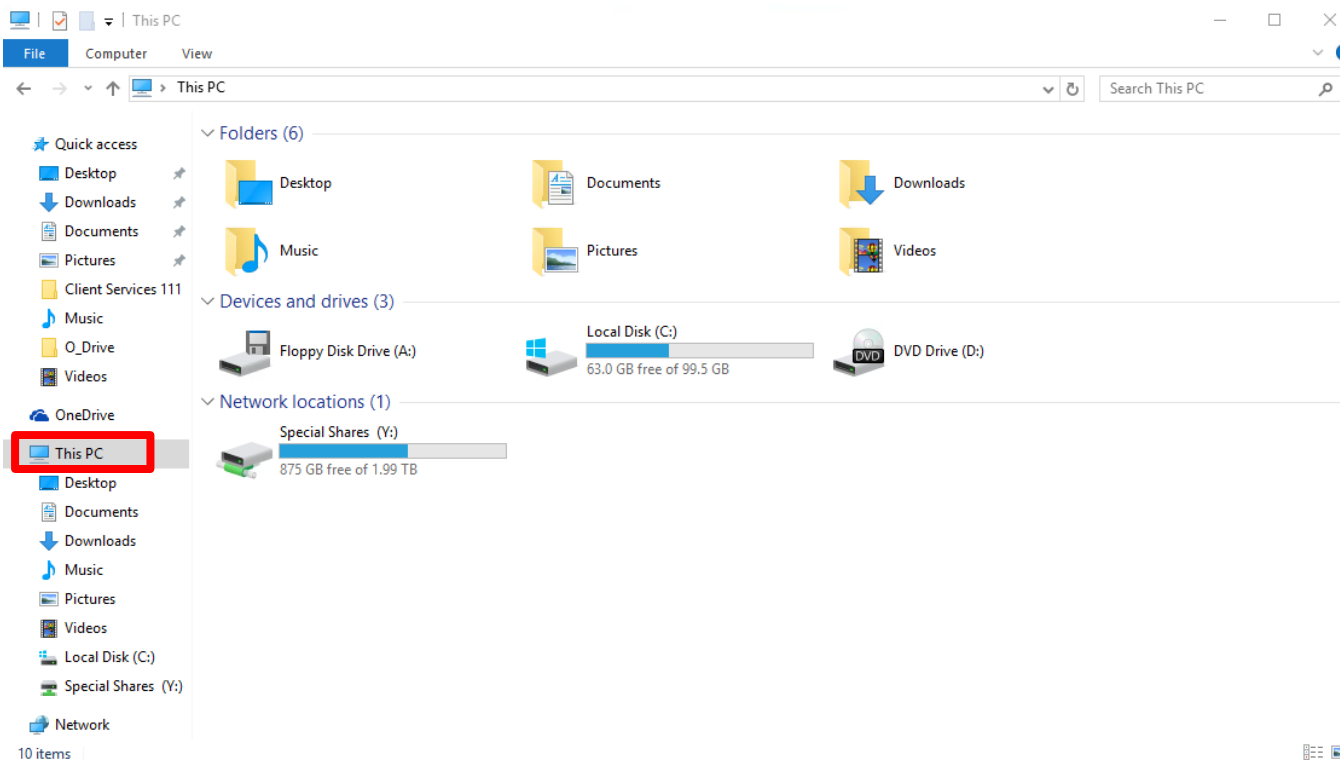 This PC
File Computer View
This PC
Search This PC
Quick access
Desktop
Downloads
Documents
Pictures
Client Services 111
Music
O_Drive
Videos
OneDrive
This PC
Desktop
Documents
Downloads
Music
Pictures
Videos
Local Disk (C:)
Special Shares (Y:)
Network
Folders (6)
Desktop
Documents
Downloads
Music
Pictures
Videos
Devices and drives (3)
Floppy Disk Drive (A:)
Local Disk (C:)
63.0 GB free of 99.5 GB
DVD
DVD Drive (D:)
Network locations (1)
Special Shares (Y:)
875 GB free of 1.99 TB
10 items